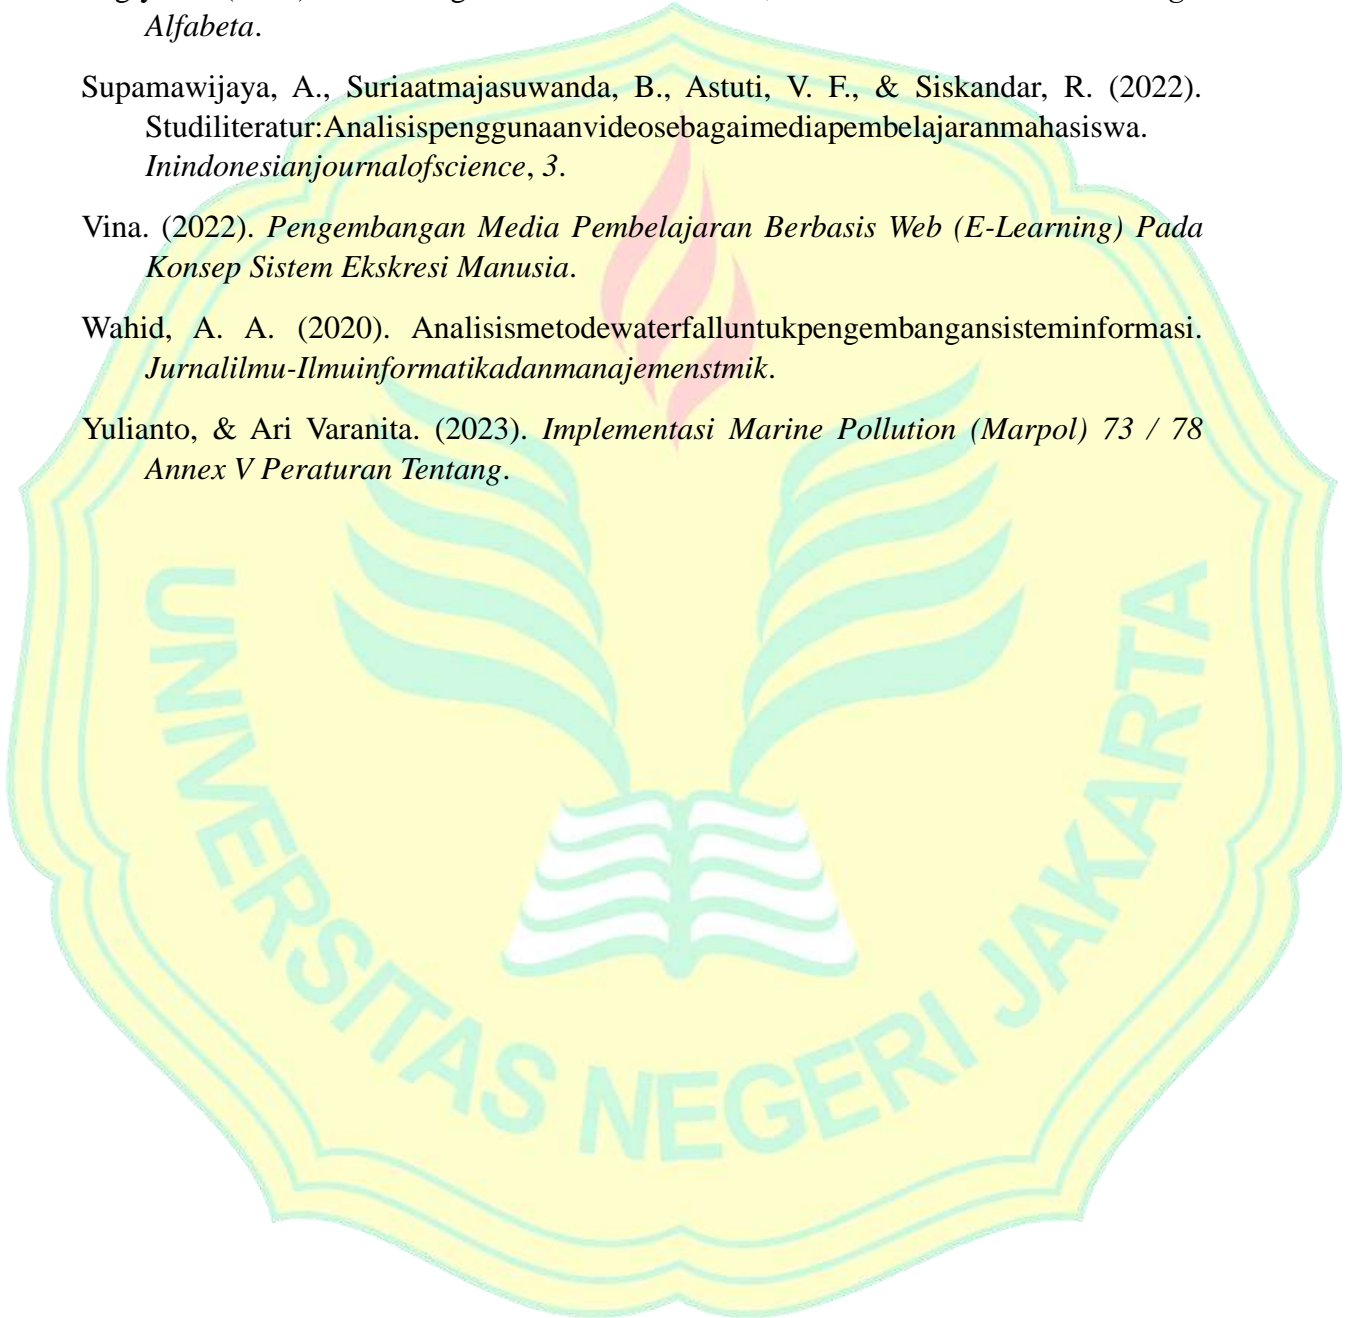 Alfabeta.
Supamawijaya, A., Suriaatmajasuwanda, B., Astuti, V. F., & Siskandar, R. (2022).
Studiliteratur:Analisispenggunaanvideosebagaimediapembelajaranmahasiswa.
Inindonesianjournalofscience, 3.
Vina. (2022). Pengembangan Media Pembelajaran Berbasis Web (E-Learning) Pada
Konsep Sistem Ekskresi Manusia.
Wahid, A. A. (2020). Analisismetodewaterfalluntukpengembangansisteminformasi.
Jurnalilmu-Ilmuinformatikadanmanajemenstmik.
Yulianto, & Ari Varanita. (2023). Implementasi Marine Pollution (Marpol) 73 / 78
Annex V Peraturan Tentang.
UNIVERSITAS NEGERI JAKARTA